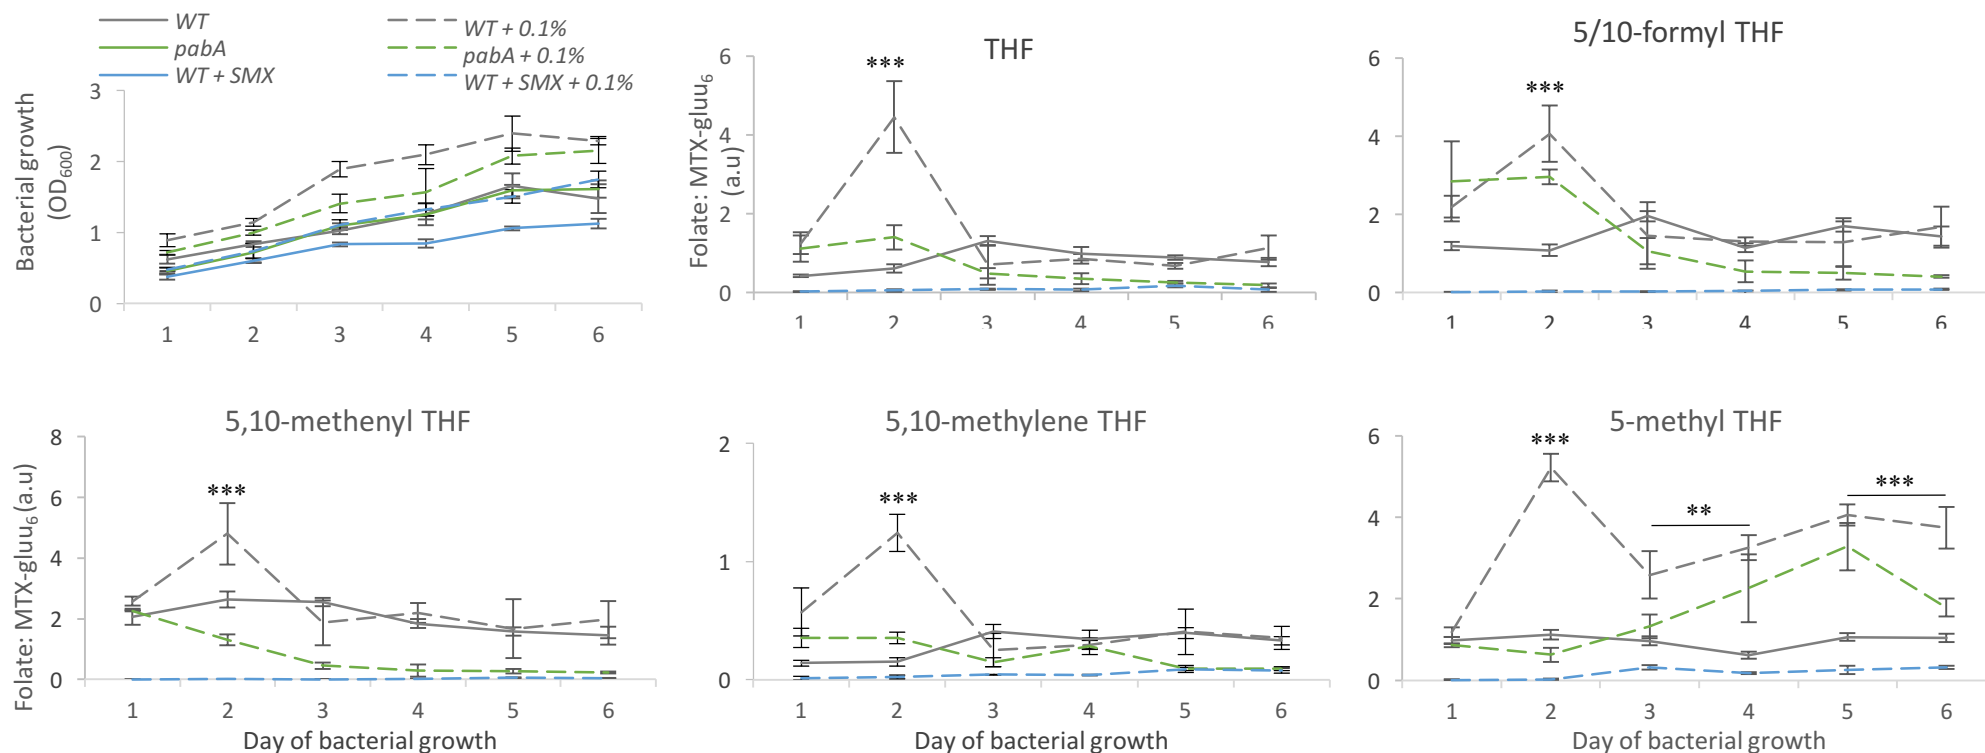 WT
WT + 0.1%
pabA
pabA + 0.1%
WT + SMX
WT + SMX + 0.1%
Bacterial growth
(OD600)
3
2
1
0
1 2 3 4 5 6
THF
Folate: MTX-gluu6
(a.u)
6
4
2
0
***
1 2 3 4 5 6
5/10-formyl THF
6
4
2
0
***
1 2 3 4 5 6
5,10-methenyl THF
Folate: MTX-gluu6 (a.u)
8
6
4
2
0
***
1 2 3 4 5 6
Day of bacterial growth
5,10-methylene THF
2
1
0
***
1 2 3 4 5 6
Day of bacterial growth
5-methyl THF
6
4
2
0
***
**
***
1 2 3 4 5 6
Day of bacterial growth